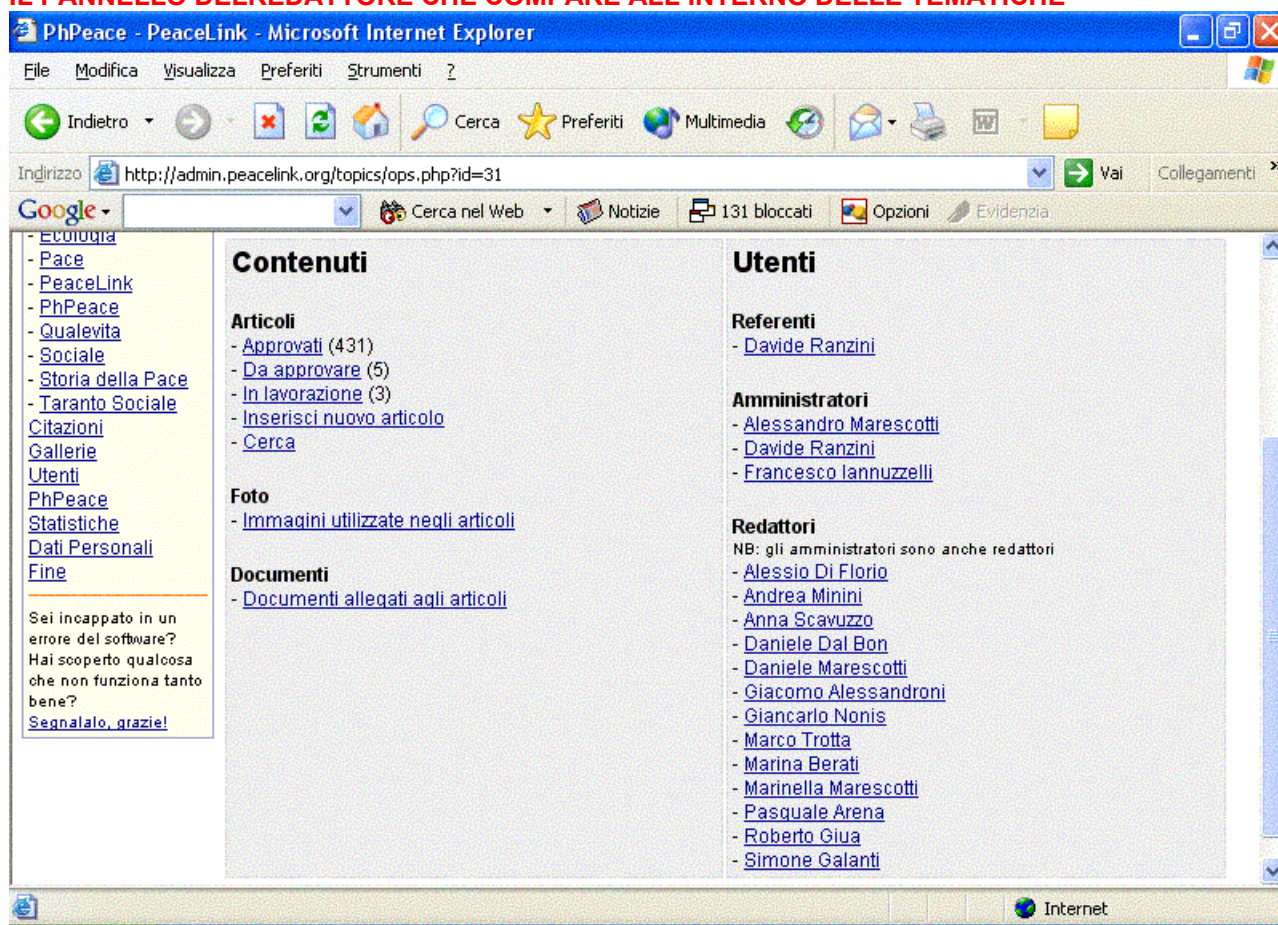 IL PANNELLO DELREDATTORE CHE COMPARE ALL'INTERNO DELLE TEMATICHE
PhPeace - PeaceLink - Microsoft Internet Explorer
File Modifica Visualizza Preferiti Strumenti ?
Indietro Cerca Preferiti Multimedia
Indirizzo http://admin.peacelink.org/topics/ops.php?id=31 Vai Collegamenti »
Google Cerca nel Web Notizie 131 bloccati Opzioni Evidenzia
- Ecologia
- Pace
- PeaceLink
- PhPeace
- Qualevita
- Sociale
- Storia della Pace
- Taranto Sociale
Citazioni
Gallerie
Utenti
PhPeace
Statistiche
Dati Personali
Fine
Sei incappato in un
errore del software?
Hai scoperto qualcosa
che non funziona tanto
bene?
Segnalalo, grazie!
Contenuti
Articoli
- Approvati (431)
- Da approvare (5)
- In lavorazione (3)
- Inserisci nuovo articolo
- Cerca
Foto
- Immagini utilizzate negli articoli
Documenti
- Documenti allegati agli articoli
Utenti
Referenti
- Davide Ranzini
Amministratori
- Alessandro Marescotti
- Davide Ranzini
- Francesco Iannuzzelli
Redattori
NB: gli amministratori sono anche redattori
- Alessio Di Florio
- Andrea Minini
- Anna Scavuzzo
- Daniele Dal Bon
- Daniele Marescotti
- Giacomo Alessandroni
- Giancarlo Nonis
- Marco Trotta
- Marina Berati
- Marinella Marescotti
- Pasquale Arena
- Roberto Giua
- Simone Galanti
Internet